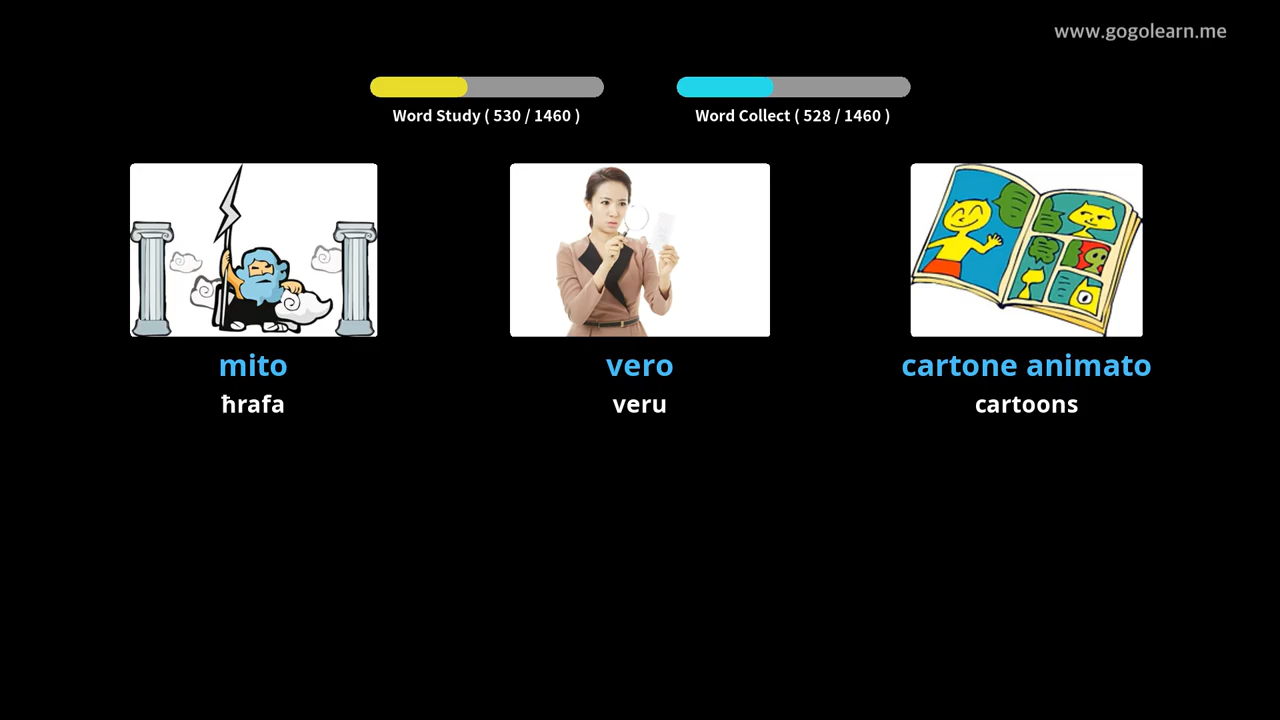 www.gogolearn.me
Word Study ( 530 / 1460 )
Word Collect ( 528 / 1460 )
mito
vero
cartone animato
ħrafa
veru
cartoons